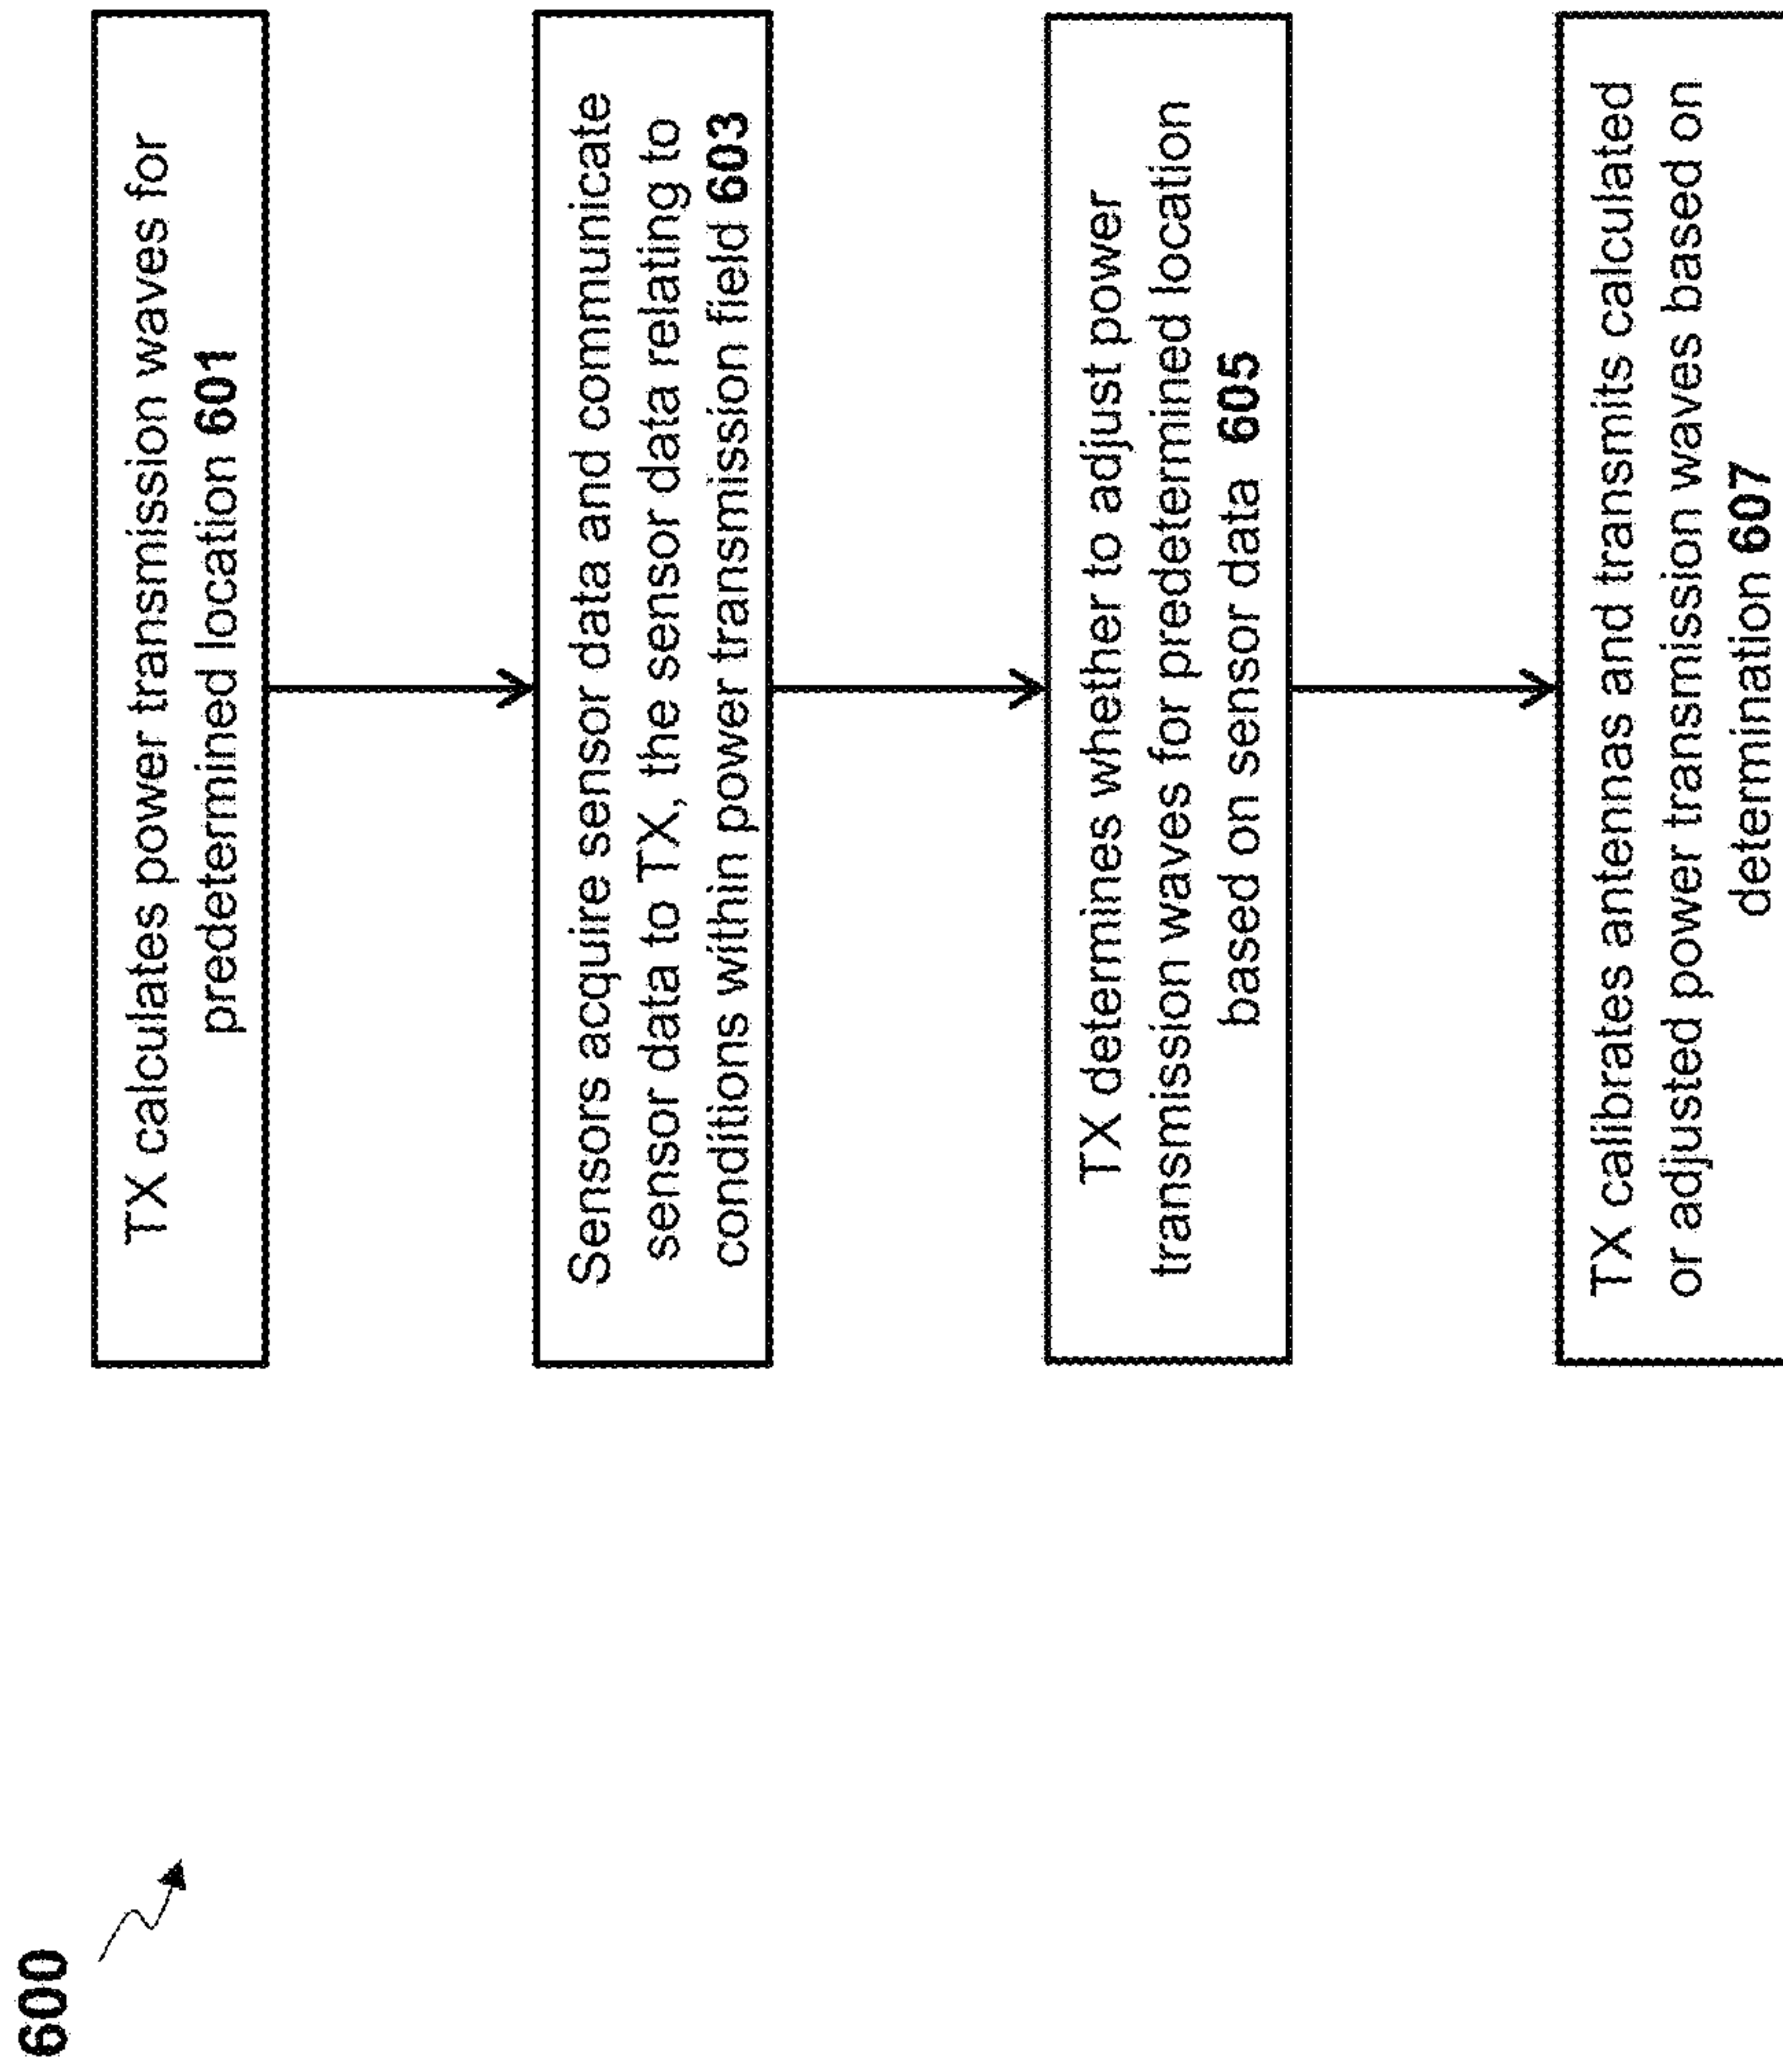 600
TX calculates power transmission waves for
predetermined location 601
Sensors acquire sensor data and communicate
sensor data to TX, the sensor data relating to
conditions within power transmission field 603
TX determines whether to adjust power
transmission waves for predetermined location
based on sensor data 605
TX calibrates antennas and transmits calculated
or adjusted power transmission waves based on
determination 607